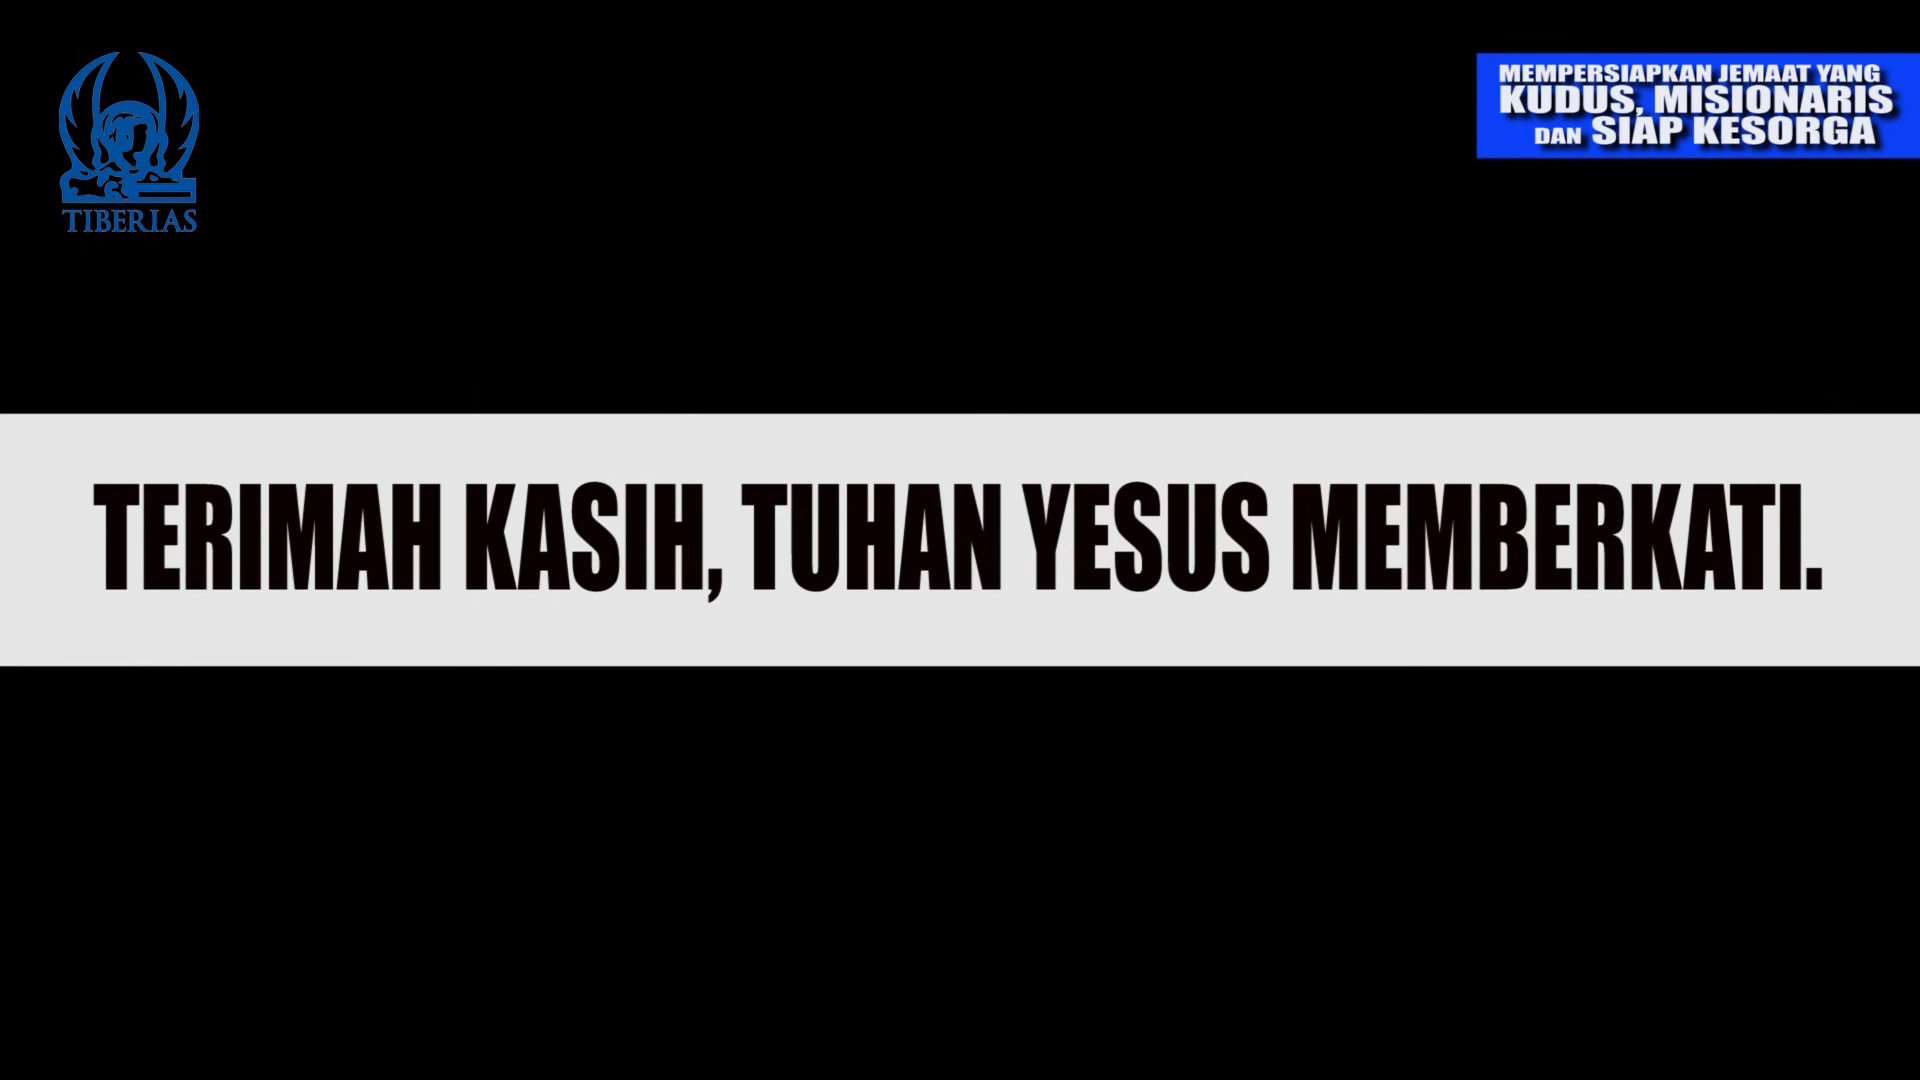 TIBERIAS
MEMPERSIAPKAN JEMAAT YANG
KUDUS, MISIONARIS
DAN SIAP KESORGA
TERIMAH KASIH, TUHAN YESUS MEMBERKATI.